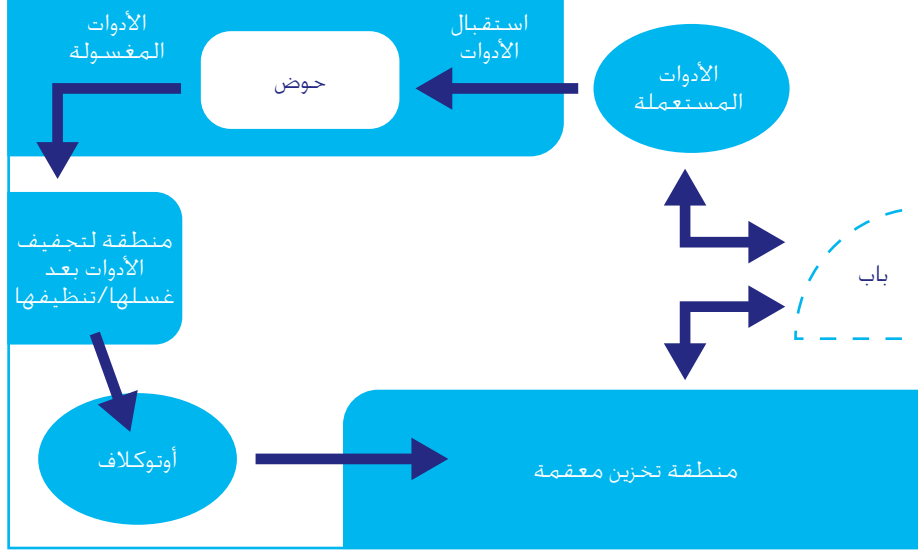 الأدوات
المستعملة
استقبال
الأدوات
حوض
الأدوات
المغسولة
باب
منطقة لتجفيف
الأدوات بعد
غسلها/تنظيفها
أوتوكلاف
منطقة تخزين معقمة